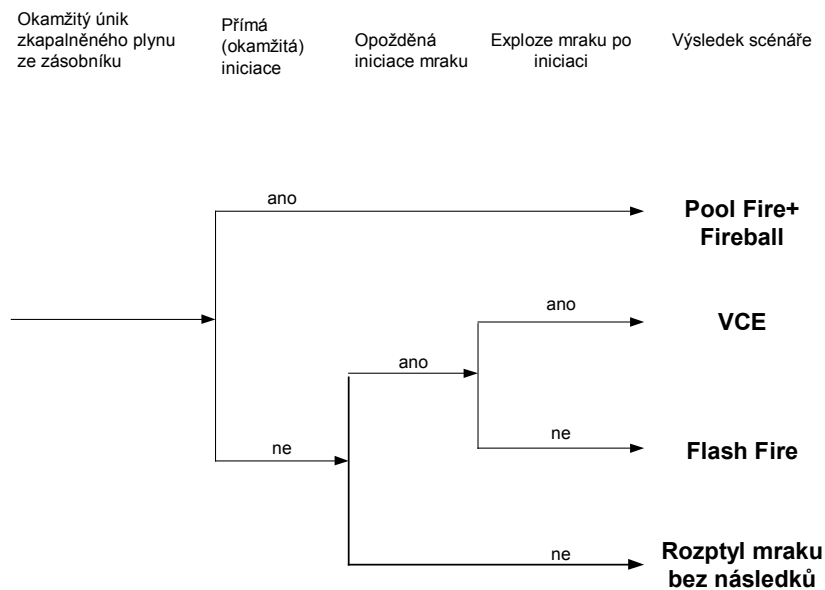 Okamžitý únik
zkapalněného plynu
ze zásobníku
Přímá
(okamžitá)
iniciace
Opožděná
iniciace mraku
Exploze mraku po
iniciaci
Výsledek scénáře
ano
Pool Fire+
Fireball
ano
VCE
ano
ne
ne
Flash Fire
ne
Rozptyl mraku
bez následků